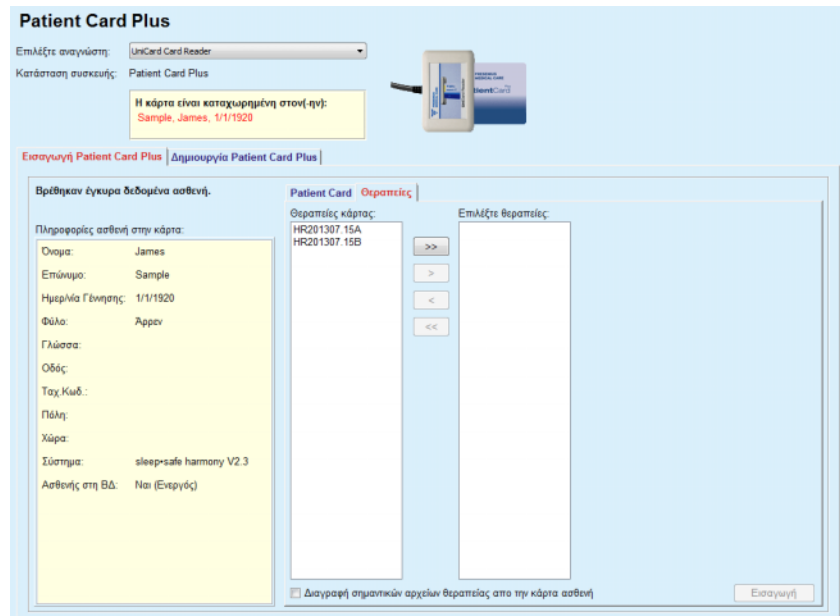 Patient Card Plus
Επιλέξτε αναγνώστη: UniCard Card Reader
Κατάσταση συσκευής: Patient Card Plus
Η κάρτα είναι καταχωρημένη στον(-ην):
Sample, James, 1/1/1920
FRESENIUS
MEDICAL CARE
Εισαγωγή Patient Card Plus Δημιουργία Patient Card Plus
Βρέθηκαν έγκυρα δεδομένα ασθενή.
Πληροφορίες ασθενή στην κάρτα:
Όνομα: James
Επώνυμο: Sample
Ημερ/νία Γέννησης: 1/1/1920
Φύλο: Άρρεν
Γλώσσα:
Οδός:
Ταχ.Κωδ.:
Πόλη:
Χώρα:
Σύστημα: sleep•safe harmony V2.3
Ασθενής στη ΒΔ: Ναι (Ενεργός)
Patient Card Θεραπείες
Θεραπείες κάρτας:
HR201307.15A
HR201307.15B
>>
>
<
<<
Επιλέξτε θεραπείες:
Διαγραφή σημαντικών αρχείων θεραπείας απο την κάρτα ασθενή
Εισαγωγή